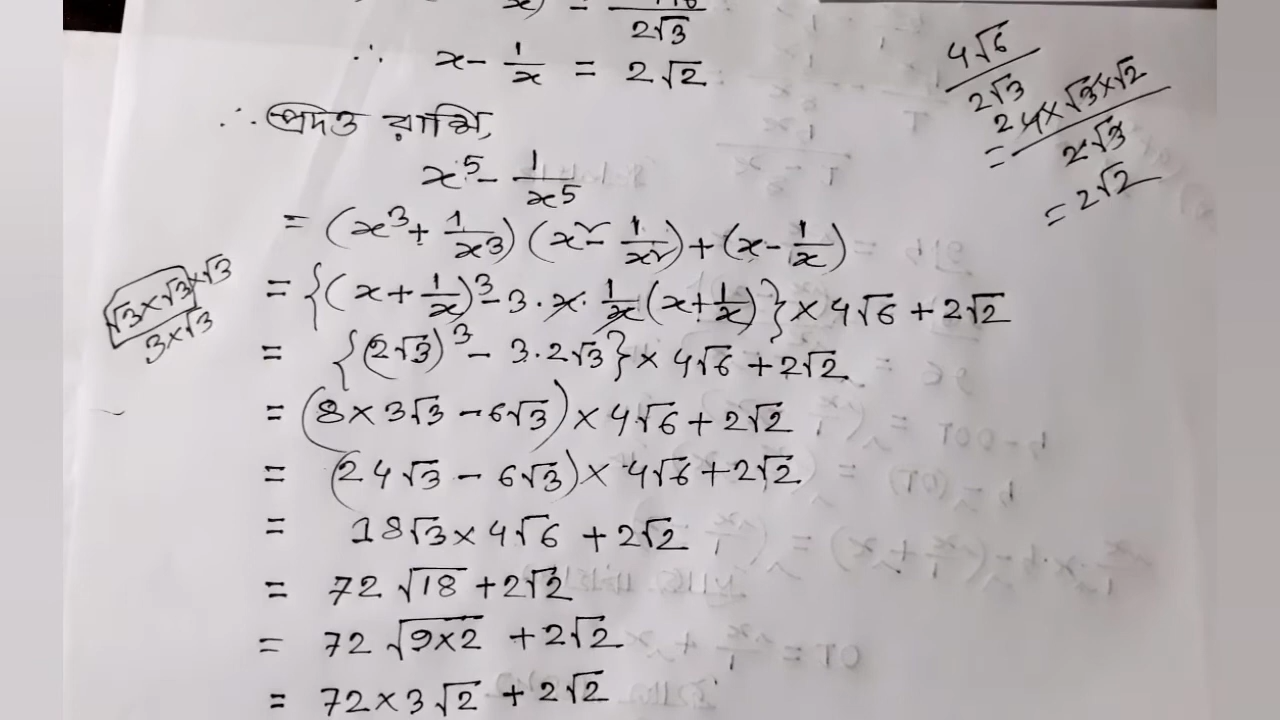 2√3
∴ x - 1/x = 2√2
∴ প্রদত্ত রাশি,
x⁵ - 1/x⁵
= (x³ + 1/x³) (x² - 1/x²) + (x - 1/x)
= {(x + 1/x)³ - 3·x·1/x (x + 1/x)} × 4√6 + 2√2
= {(2√3)³ - 3·2√3} × 4√6 + 2√2
= (8×3√3 - 6√3) × 4√6 + 2√2
= (24√3 - 6√3) × 4√6 + 2√2
= 18√3 × 4√6 + 2√2
= 72 √18 + 2√2
= 72 √9×2 + 2√2
= 72×3√2 + 2√2
4√6/2√3
= 4×√3×√2/2√3
2
= 2√2
√3×√3×√3
3×√3